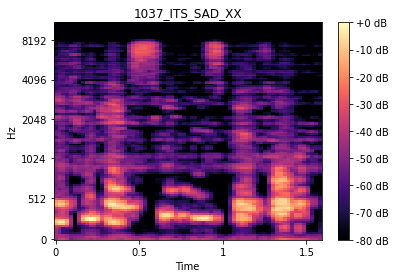 1037_ITS_SAD_XX
Hz
8192
4096
2048
1024
512
0
0
0.5
1
1.5
Time
+0 dB
-10 dB
-20 dB
-30 dB
-40 dB
-50 dB
-60 dB
-70 dB
-80 dB